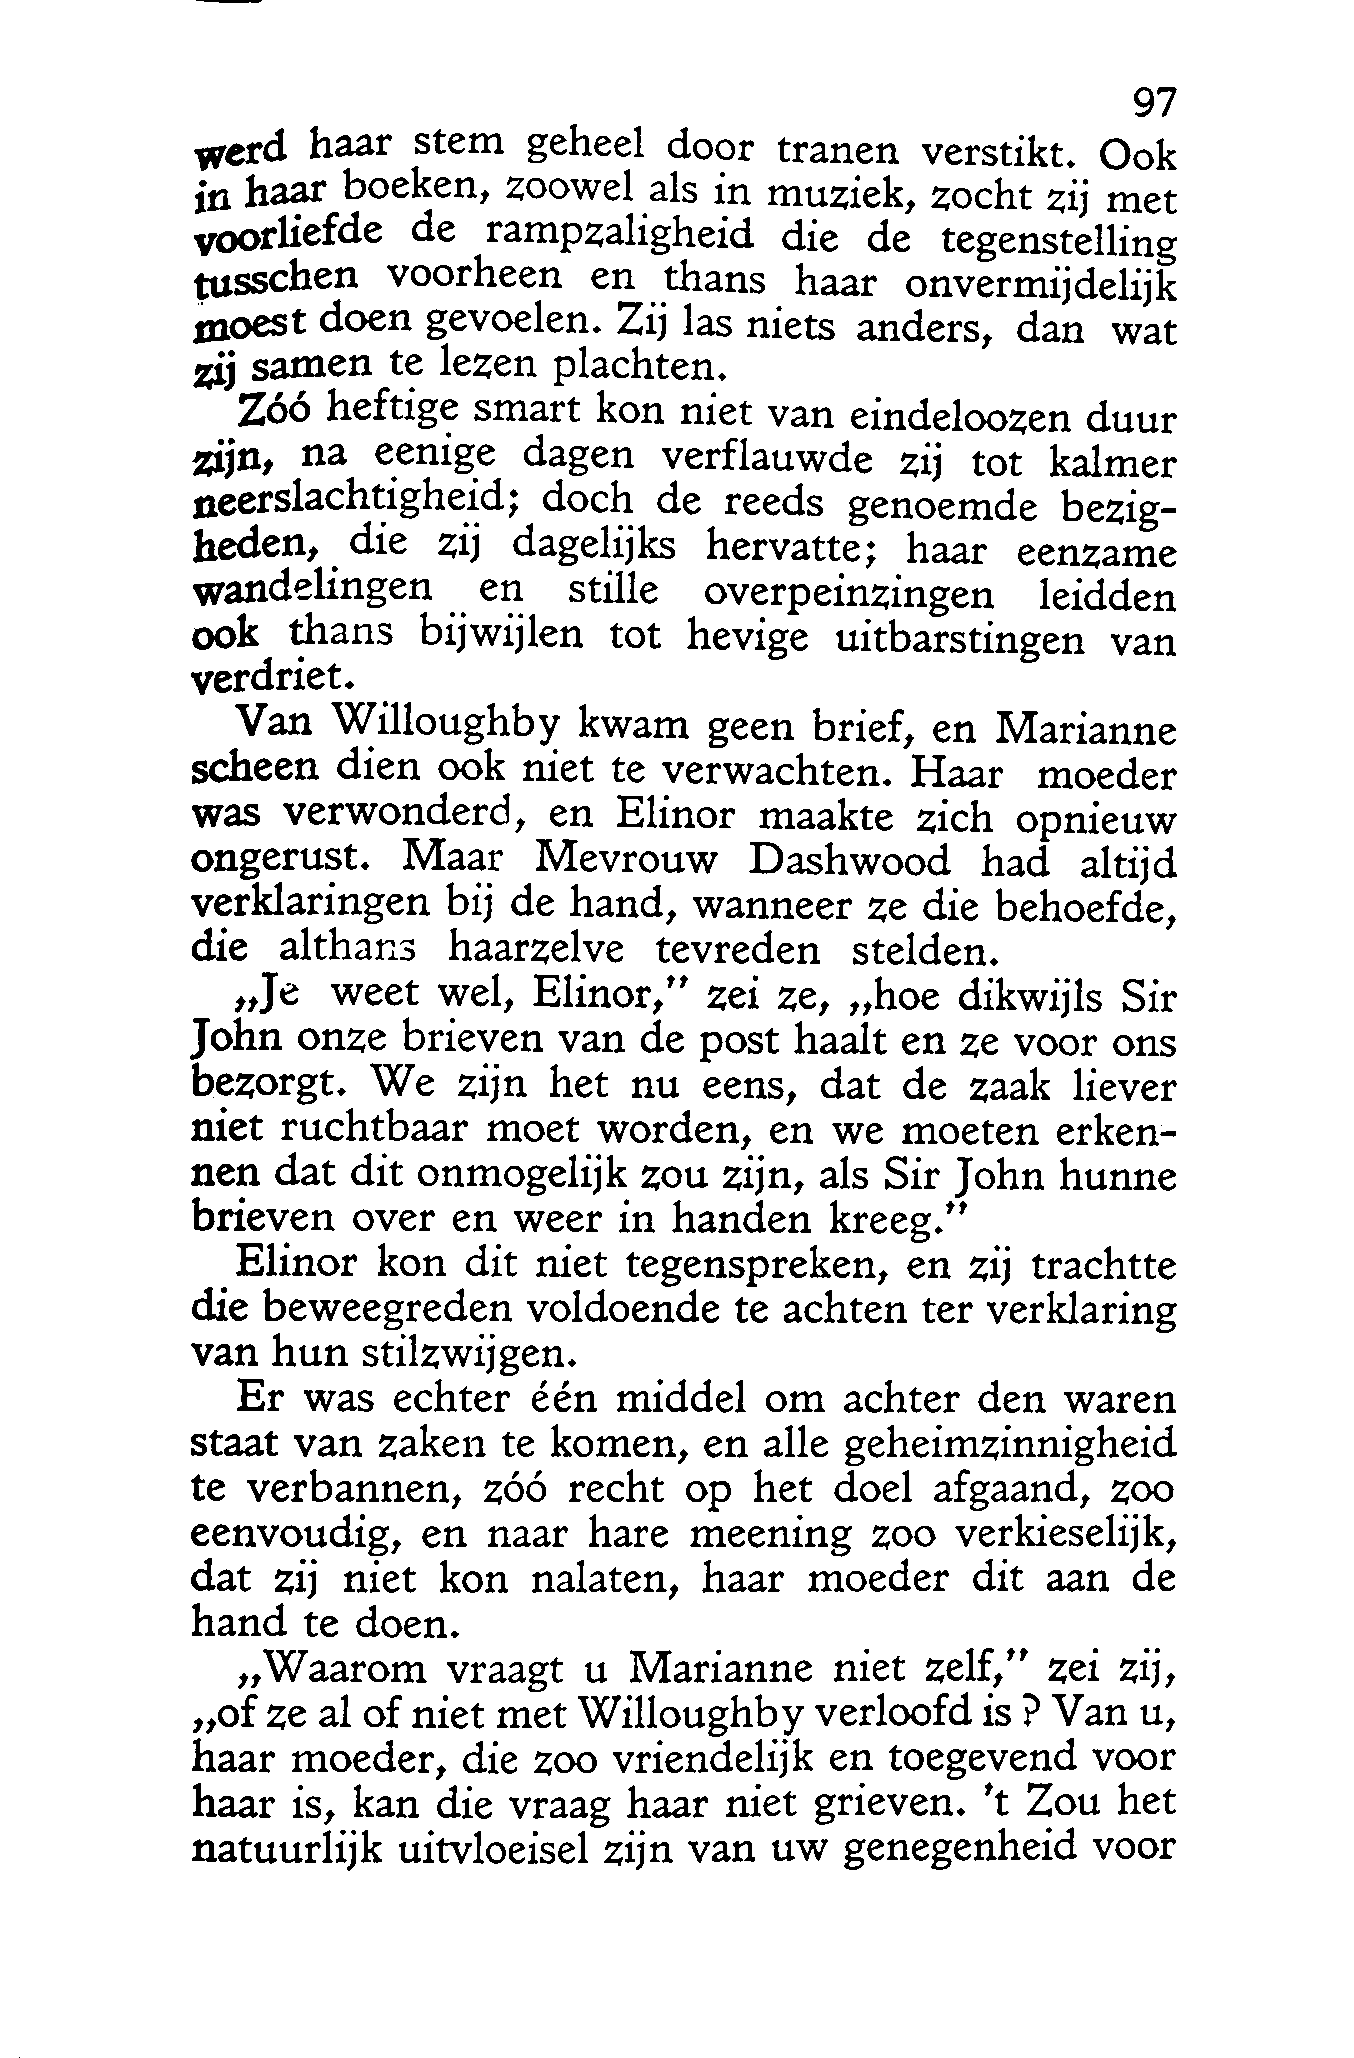 97
werd haar stem geheel door tranen verstikt. Ook
in haar boeken, zoowel als in muziek, zocht zij met
voorliefde de rampzaligheid die de tegenstelling
tusschen voorheen en thans haar onvermijdelijk
moest doen gevoelen. Zij las niets anders, dan wat
zij samen te lezen plachten.
Zóó heftige smart kon niet van eindeloozen duur
zijn, na eenige dagen verflauwde zij tot kalmer
neerslachtigheid; doch de reeds genoemde bezig-
heden, die zij dagelijks hervatte; haar eenzame
wandelingen en stille overpeinzingen leidden
ook thans bijwijlen tot hevige uitbarstingen van
verdriet.
Van Willoughby kwam geen brief, en Marianne
scheen dien ook niet te verwachten. Haar moeder
was verwonderd, en Elinor maakte zich opnieuw
ongerust. Maar Mevrouw Dashwood had altijd
verklaringen bij de hand, wanneer ze die behoefde,
die althans haarzelve tevreden stelden.
„Je weet wel, Elinor,” zei ze, „hoe dikwijls Sir
John onze brieven van de post haalt en ze voor ons
bezorgt. We zijn het nu eens, dat de zaak liever
niet ruchtbaar moet worden, en we moeten erken-
nen dat dit onmogelijk zou zijn, als Sir John hunne
brieven over en weer in handen kreeg.”
Elinor kon dit niet tegenspreken, en zij trachtte
die beweegreden voldoende te achten ter verklaring
van hun stilzwijgen.
Er was echter één middel om achter den waren
staat van zaken te komen, en alle geheimzinnigheid
te verbannen, zóó recht op het doel afgaand, zoo
eenvoudig, en naar hare meening zoo verkieselijk,
dat zij niet kon nalaten, haar moeder dit aan de
hand te doen.
„Waarom vraagt u Marianne niet zelf,” zei zij,
„of ze al of niet met Willoughby verloofd is? Van u,
haar moeder, die zoo vriendelijk en toegevend voor
haar is, kan die vraag haar niet grieven. 't Zou het
natuurlijk uitvloeisel zijn van uw genegenheid voor